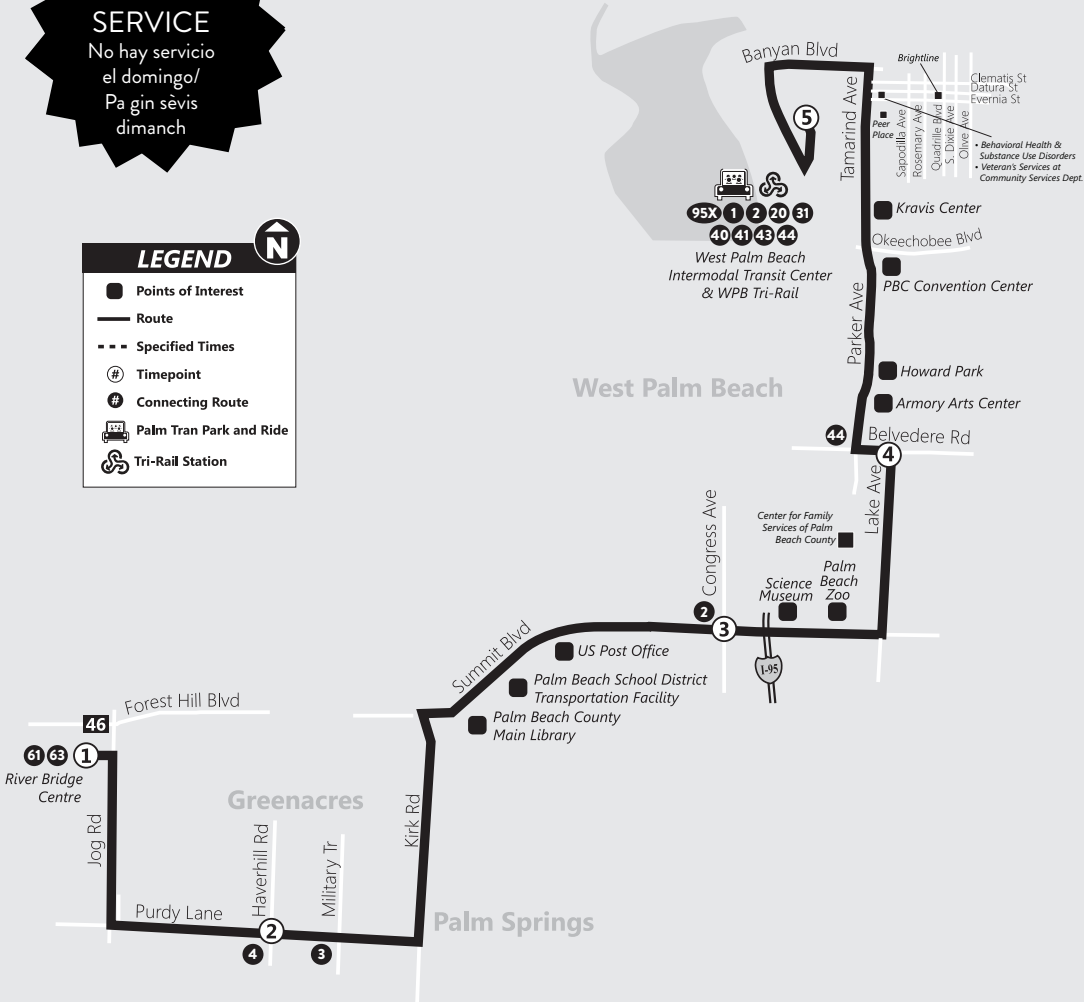 SERVICE
No hay servicio
el domingo/
Pa gin sèvis
dimanch
LEGEND
N
Points of Interest
Route
Specified Times
# Timepoint
# Connecting Route
Palm Tran Park and Ride
Tri-Rail Station
Banyan Blvd
Brightline
Clematis St
Datura St
Evernia St
5
Tamarind Ave
Peer
Place
Sapodilla Ave
Rosemary Ave
Quadrille Blvd
S. Dixie Ave
Olive Ave
• Behavioral Health &
Substance Use Disorders
• Veteran's Services at
Community Services Dept.
95X 1 2 20 31
40 41 43 44
West Palm Beach
Intermodal Transit Center
& WPB Tri-Rail
Kravis Center
Okeechobee Blvd
PBC Convention Center
Parker Ave
West Palm Beach
Howard Park
Armory Arts Center
44
Belvedere Rd
4
Lake Ave
Congress Ave
Center for Family
Services of Palm
Beach County
Science
Museum
Palm
Beach
Zoo
2
3
I-95
Summit Blvd
US Post Office
Palm Beach School District
Transportation Facility
Palm Beach County
Main Library
Forest Hill Blvd
46
61 63 1
River Bridge
Centre
Greenacres
Jog Rd
Haverhill Rd
Military Tr
Kirk Rd
Purdy Lane
2
4
3
Palm Springs